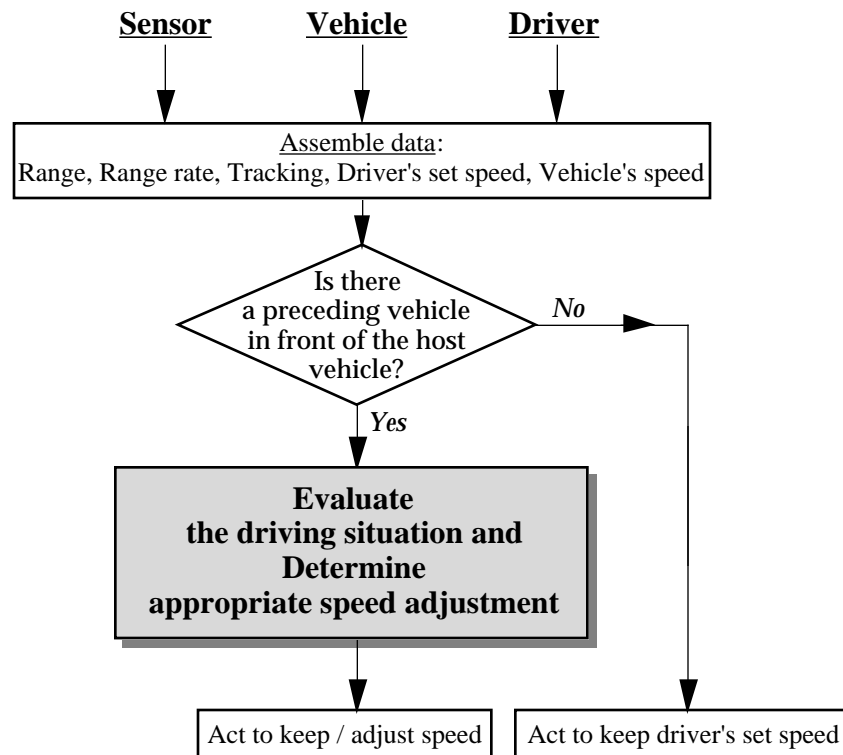 Sensor
Vehicle
Driver
Assemble data:
Range, Range rate, Tracking, Driver's set speed, Vehicle's speed
Is there
a preceding vehicle
in front of the host
vehicle?
No
Yes
Evaluate
the driving situation and
Determine
appropriate speed adjustment
Act to keep / adjust speed
Act to keep driver's set speed